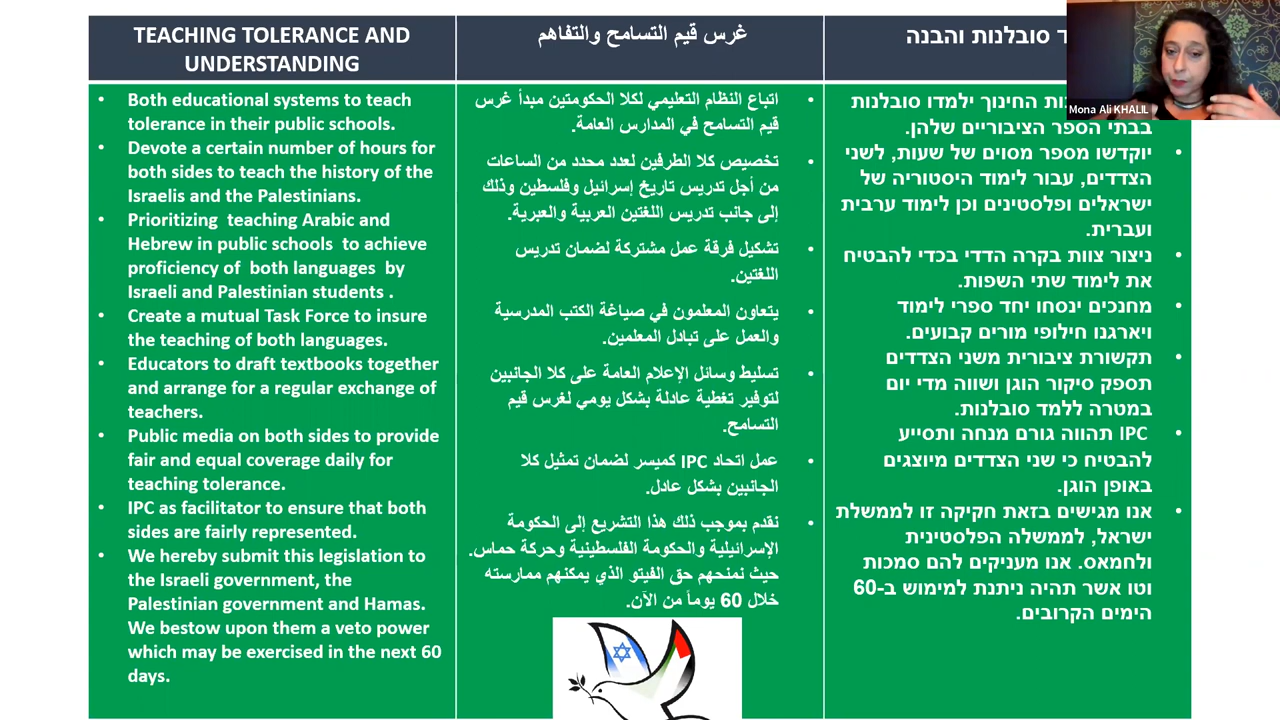 TEACHING TOLERANCE AND
UNDERSTANDING
• Both educational systems to teach
tolerance in their public schools.
• Devote a certain number of hours for
both sides to teach the history of the
Israelis and the Palestinians.
• Prioritizing teaching Arabic and
Hebrew in public schools to achieve
proficiency of both languages by
Israeli and Palestinian students .
• Create a mutual Task Force to insure
the teaching of both languages.
• Educators to draft textbooks together
and arrange for a regular exchange of
teachers.
• Public media on both sides to provide
fair and equal coverage daily for
teaching tolerance.
• IPC as facilitator to ensure that both
sides are fairly represented.
• We hereby submit this legislation to
the Israeli government, the
Palestinian government and Hamas.
We bestow upon them a veto power
which may be exercised in the next 60
days.
غرس قيم التسامح والتفاهم
• اتباع النظام التعليمي لكلا الحكومتين مبدأ غرس
قيم التسامح في المدارس العامة.
• تخصيص كلا الطرفين لعدد محدد من الساعات
من أجل تدريس تاريخ إسرائيل وفلسطين وذلك
إلى جانب تدريس اللغتين العربية والعبرية.
• تشكيل فرقة عمل مشتركة لضمان تدريس
اللغتين.
• يتعاون المعلمون في صياغة الكتب المدرسية
والعمل على تبادل المعلمين.
• تسليط وسائل الإعلام العامة على كلا الجانبين
لتوفير تغطية عادلة بشكل يومي لغرس قيم
التسامح.
• عمل اتحاد IPC كميسر لضمان تمثيل كلا
الجانبين بشكل عادل.
• نقدم بموجب ذلك هذا التشريع إلى الحكومة
الإسرائيلية والحكومة الفلسطينية وحركة حماس.
حيث نمنحهم حق الفيتو الذي يمكنهم ممارسته
خلال 60 يوماً من الآن.
סובלנות והבנה
החינוך ילמדו סובלנות
בבתי הספר הציבוריים שלהן.
• יוקדשו מספר מסוים של שעות, לשני
הצדדים, עבור לימוד היסטוריה של
ישראלים ופלסטינים וכן לימוד ערבית
ועברית.
• ניצור צוות בקרה הדדי בכדי להבטיח
את לימוד שתי השפות.
• מחנכים ינסחו יחד ספרי לימוד
ויארגנו חילופי מורים קבועים.
• תקשורת ציבורית משני הצדדים
תספק סיקור הוגן ושווה מדי יום
במטרה ללמד סובלנות.
• IPC תהווה גורם מנחה ותסייע
להבטיח כי שני הצדדים מיוצגים
באופן הוגן.
• אנו מגישים בזאת חקיקה זו לממשלת
ישראל, לממשלה הפלסטינית
ולחמאס. אנו מעניקים להם סמכות
וטו אשר תהיה ניתנת למימוש ב-60
הימים הקרובים.
Mona Ali KHALIL